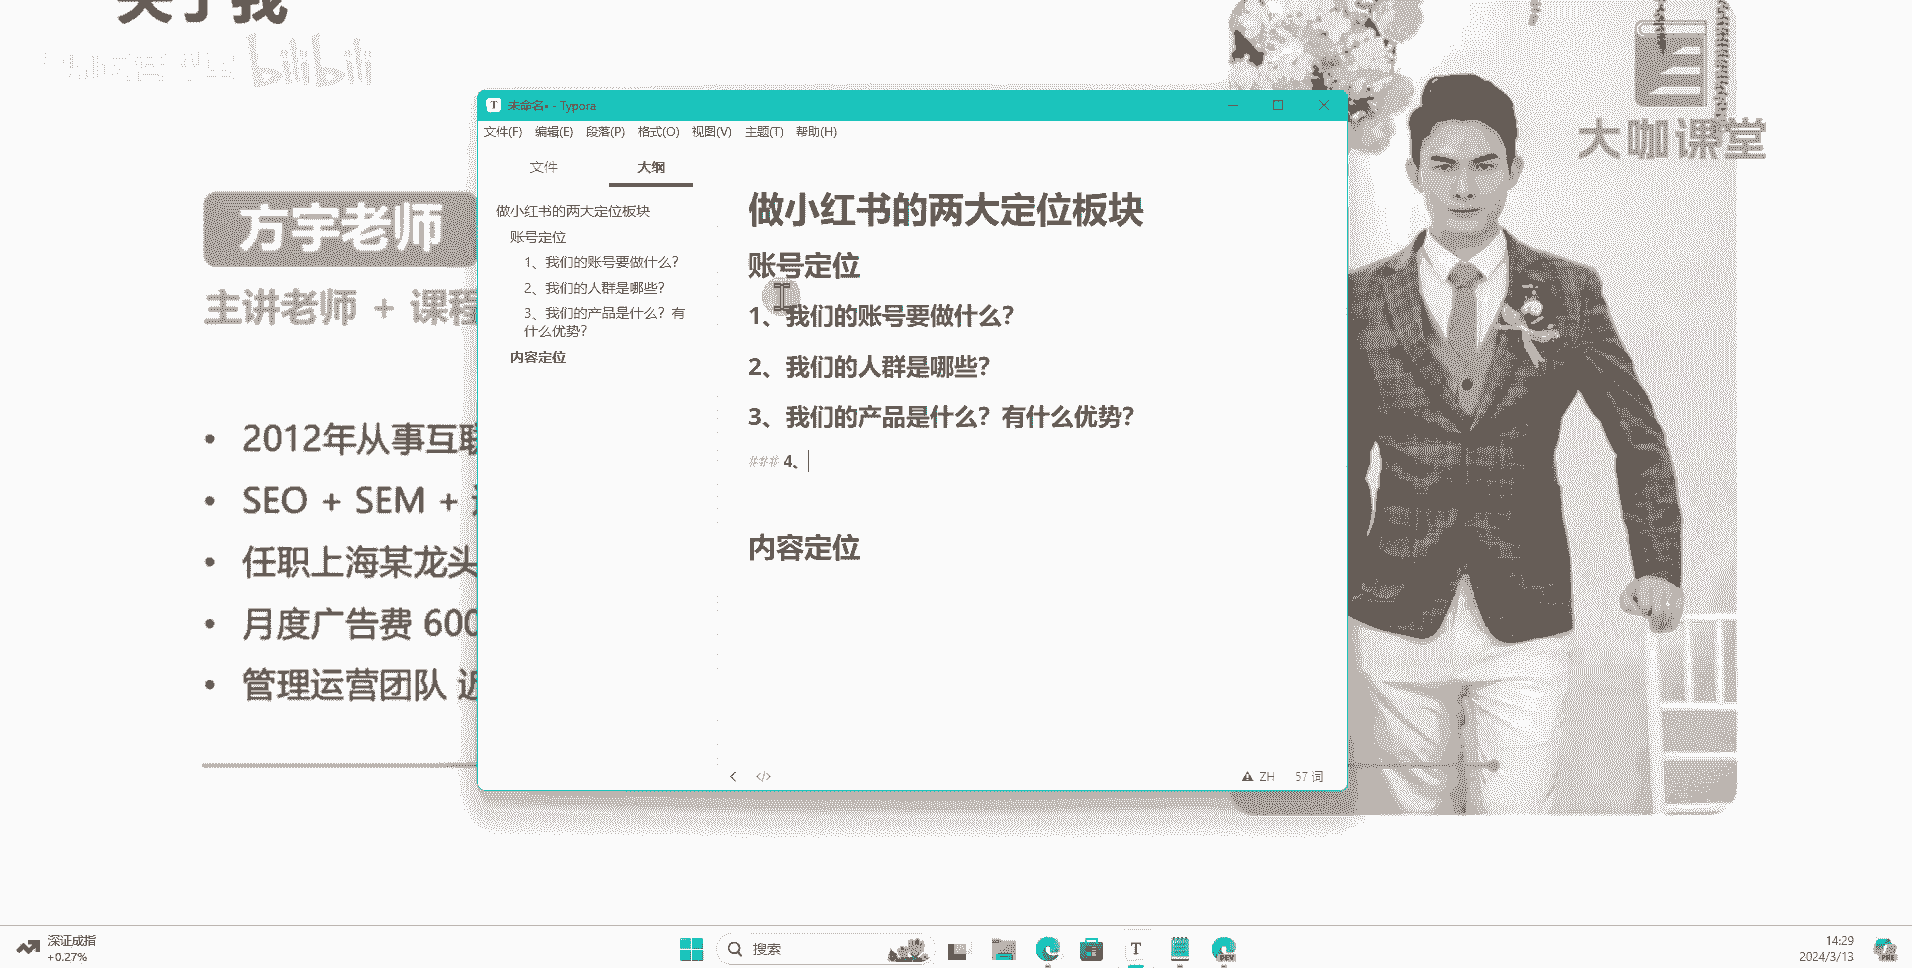 关于我
bilibili
大咖课堂
方宇老师
主讲老师 + 课程
2012年从事互联
SEO + SEM +
任职上海某龙头
月度广告费 600
管理运营团队 近
未命名• - Typora
文件(F) 编辑(E) 段落(P) 格式(O) 视图(V) 主题(T) 帮助(H)
文件 大纲
做小红书的两大定位板块
账号定位
1、我们的账号要做什么？
2、我们的人群是哪些？
3、我们的产品是什么？有
什么优势？
内容定位
做小红书的两大定位板块
账号定位
1、我们的账号要做什么？
2、我们的人群是哪些？
3、我们的产品是什么？有什么优势？
### 4、
内容定位
ZH 57 词
深证成指
+0.27%
搜索
14:29
2024/3/13